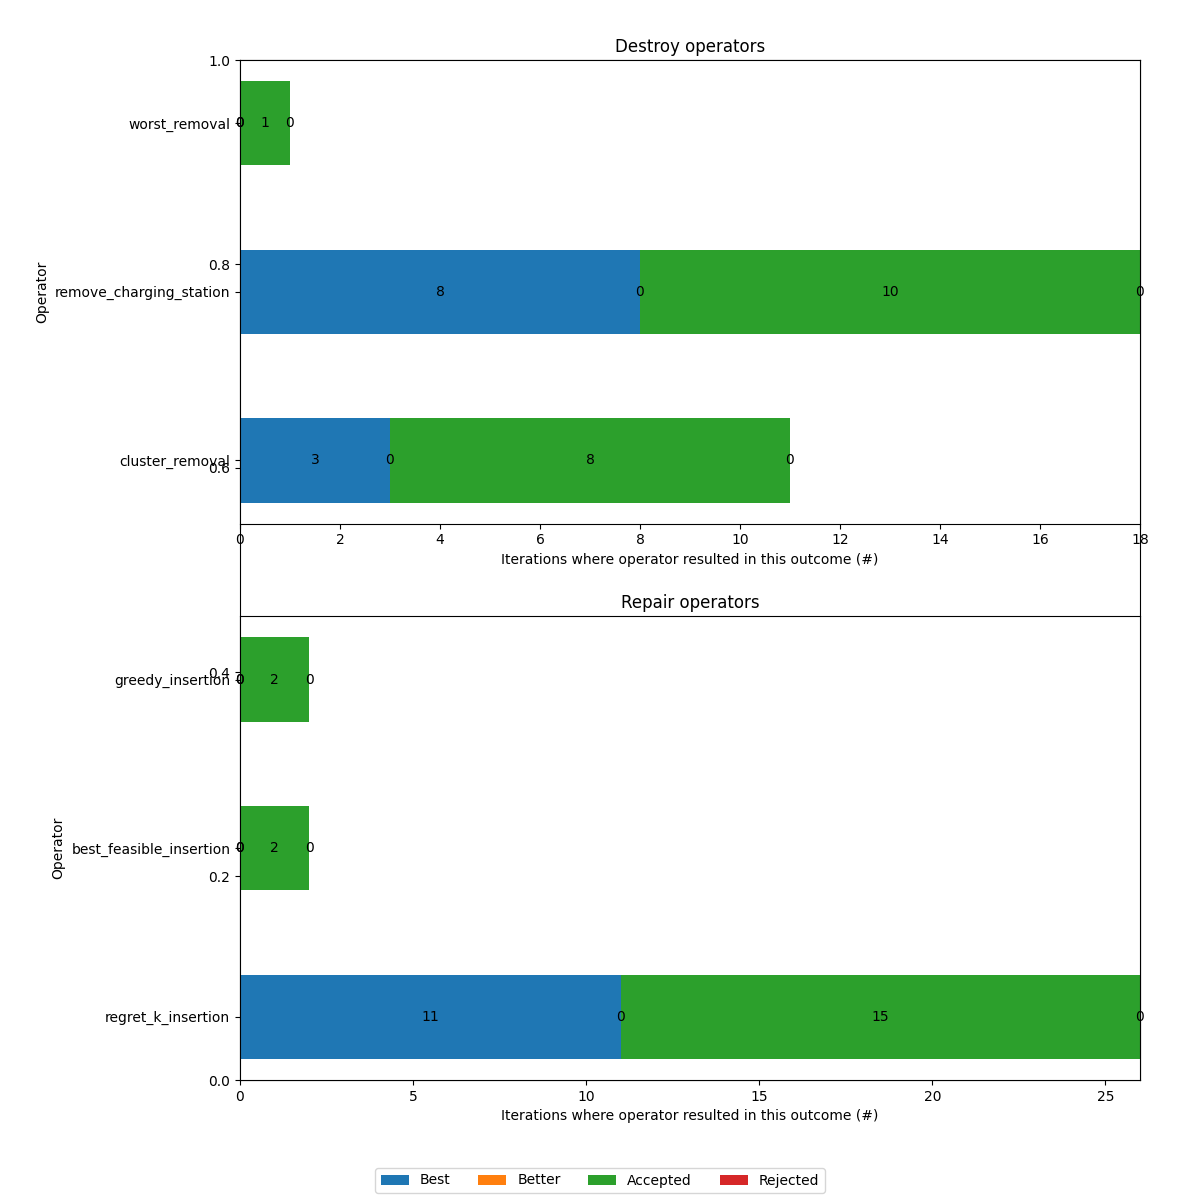 Destroy operators
1.0
worst_removal
0 0 1 0
0.8
remove_charging_station
8 0 10 0
Operator
cluster_removal
3 0 8 0
0.6
0 2 4 6 8 10 12 14 16 18
Iterations where operator resulted in this outcome (#)
Repair operators
0.4
greedy_insertion
0 0 2 0
best_feasible_insertion
0 0 2 0
Operator
0.2
regret_k_insertion
11 0 15 0
0.0
0 5 10 15 20 25
Iterations where operator resulted in this outcome (#)
Best Better Accepted Rejected